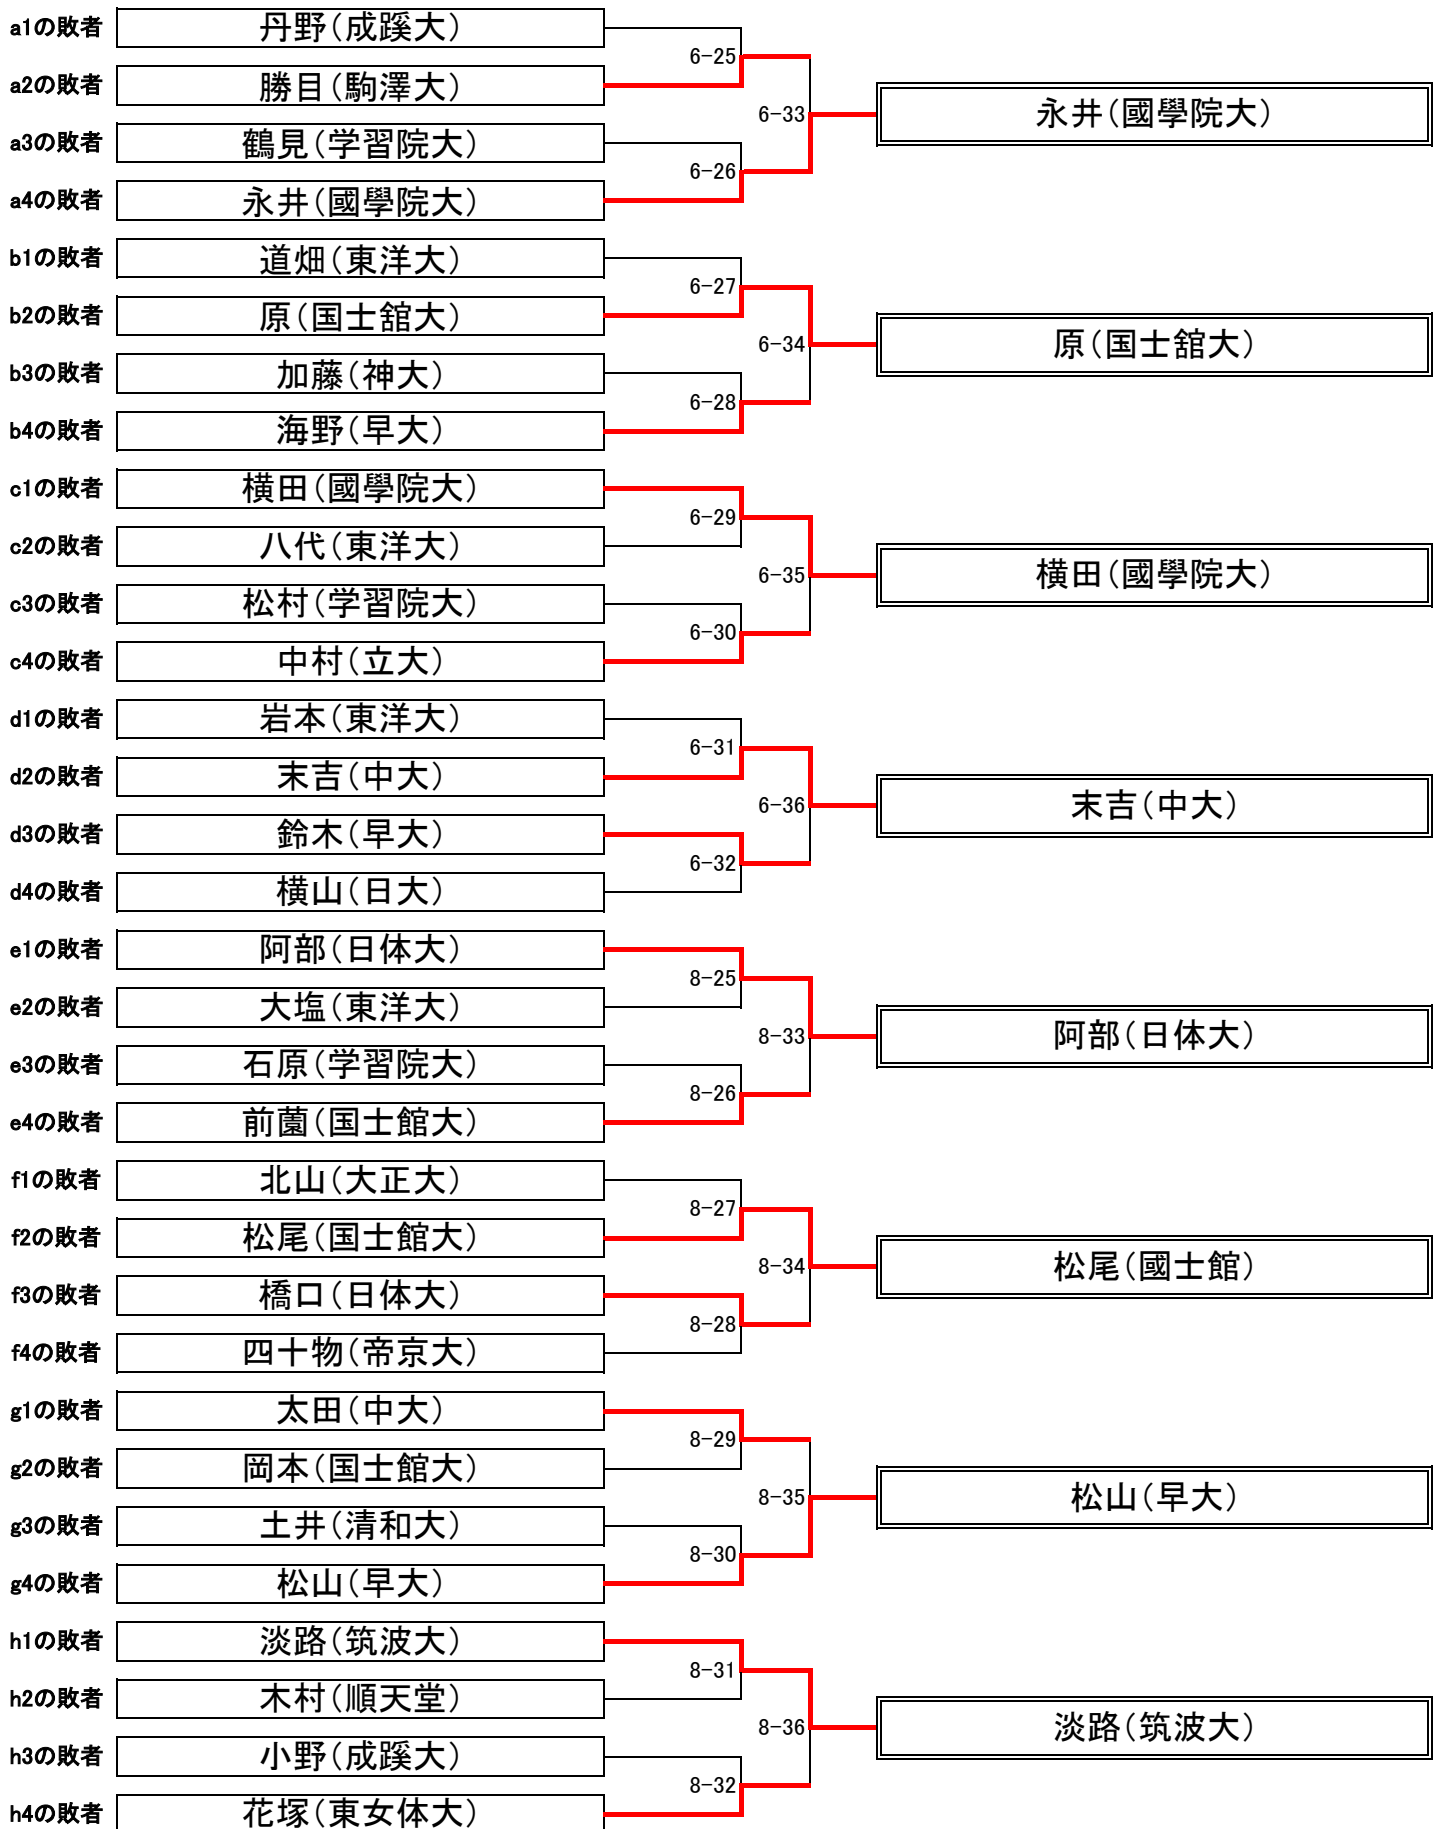 a1の敗者 丹野(成蹊大)
6-25
a2の敗者 勝目(駒澤大)
6-33 永井(國學院大)
a3の敗者 鶴見(学習院大)
6-26
a4の敗者 永井(國學院大)
b1の敗者 道畑(東洋大)
6-27
b2の敗者 原(国士舘大)
6-34 原(国士舘大)
b3の敗者 加藤(神大)
6-28
b4の敗者 海野(早大)
c1の敗者 横田(國學院大)
6-29
c2の敗者 八代(東洋大)
6-35 横田(國學院大)
c3の敗者 松村(学習院大)
6-30
c4の敗者 中村(立大)
d1の敗者 岩本(東洋大)
6-31
d2の敗者 末吉(中大)
6-36 末吉(中大)
d3の敗者 鈴木(早大)
6-32
d4の敗者 横山(日大)
e1の敗者 阿部(日体大)
8-25
e2の敗者 大塩(東洋大)
8-33 阿部(日体大)
e3の敗者 石原(学習院大)
8-26
e4の敗者 前薗(国士館大)
f1の敗者 北山(大正大)
8-27
f2の敗者 松尾(国士館大)
8-34 松尾(國士館)
f3の敗者 橋口(日体大)
8-28
f4の敗者 四十物(帝京大)
g1の敗者 太田(中大)
8-29
g2の敗者 岡本(国士館大)
8-35 松山(早大)
g3の敗者 土井(清和大)
8-30
g4の敗者 松山(早大)
h1の敗者 淡路(筑波大)
8-31
h2の敗者 木村(順天堂)
8-36 淡路(筑波大)
h3の敗者 小野(成蹊大)
8-32
h4の敗者 花塚(東女体大)